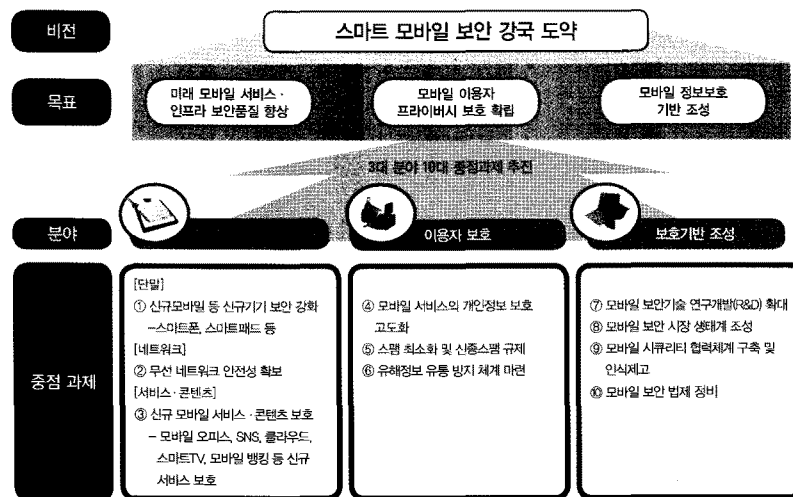 비전
스마트 모바일 보안 강국 도약
목표
미래 모바일 서비스·
인프라 보안품질 향상
모바일 이용자
프라이버시 보호 확립
모바일 정보보호
기반 조성
3대 분야 10대 중점과제 추진
분야
이용자 보호
보호기반 조성
중점 과제
[단말]
① 신규모바일 등 신규기기 보안 강화
-스마트폰, 스마트패드 등
[네트워크]
② 무선 네트워크 안전성 확보
[서비스·콘텐츠]
③ 신규 모바일 서비스·콘텐츠 보호
- 모바일 오피스, SNS, 클라우드,
스마트TV, 모바일 뱅킹 등 신규
서비스 보호
④ 모바일 서비스의 개인정보 보호
고도화
⑤ 스팸 최소화 및 신종스팸 규제
⑥ 유해정보 유통 방지 체계 마련
⑦ 모바일 보안기술 연구개발(R&D) 확대
⑧ 모바일 보안 시장 생태계 조성
⑨ 모바일 시큐리티 협력체계 구축 및
인식제고
⑩ 모바일 보안 법제 정비